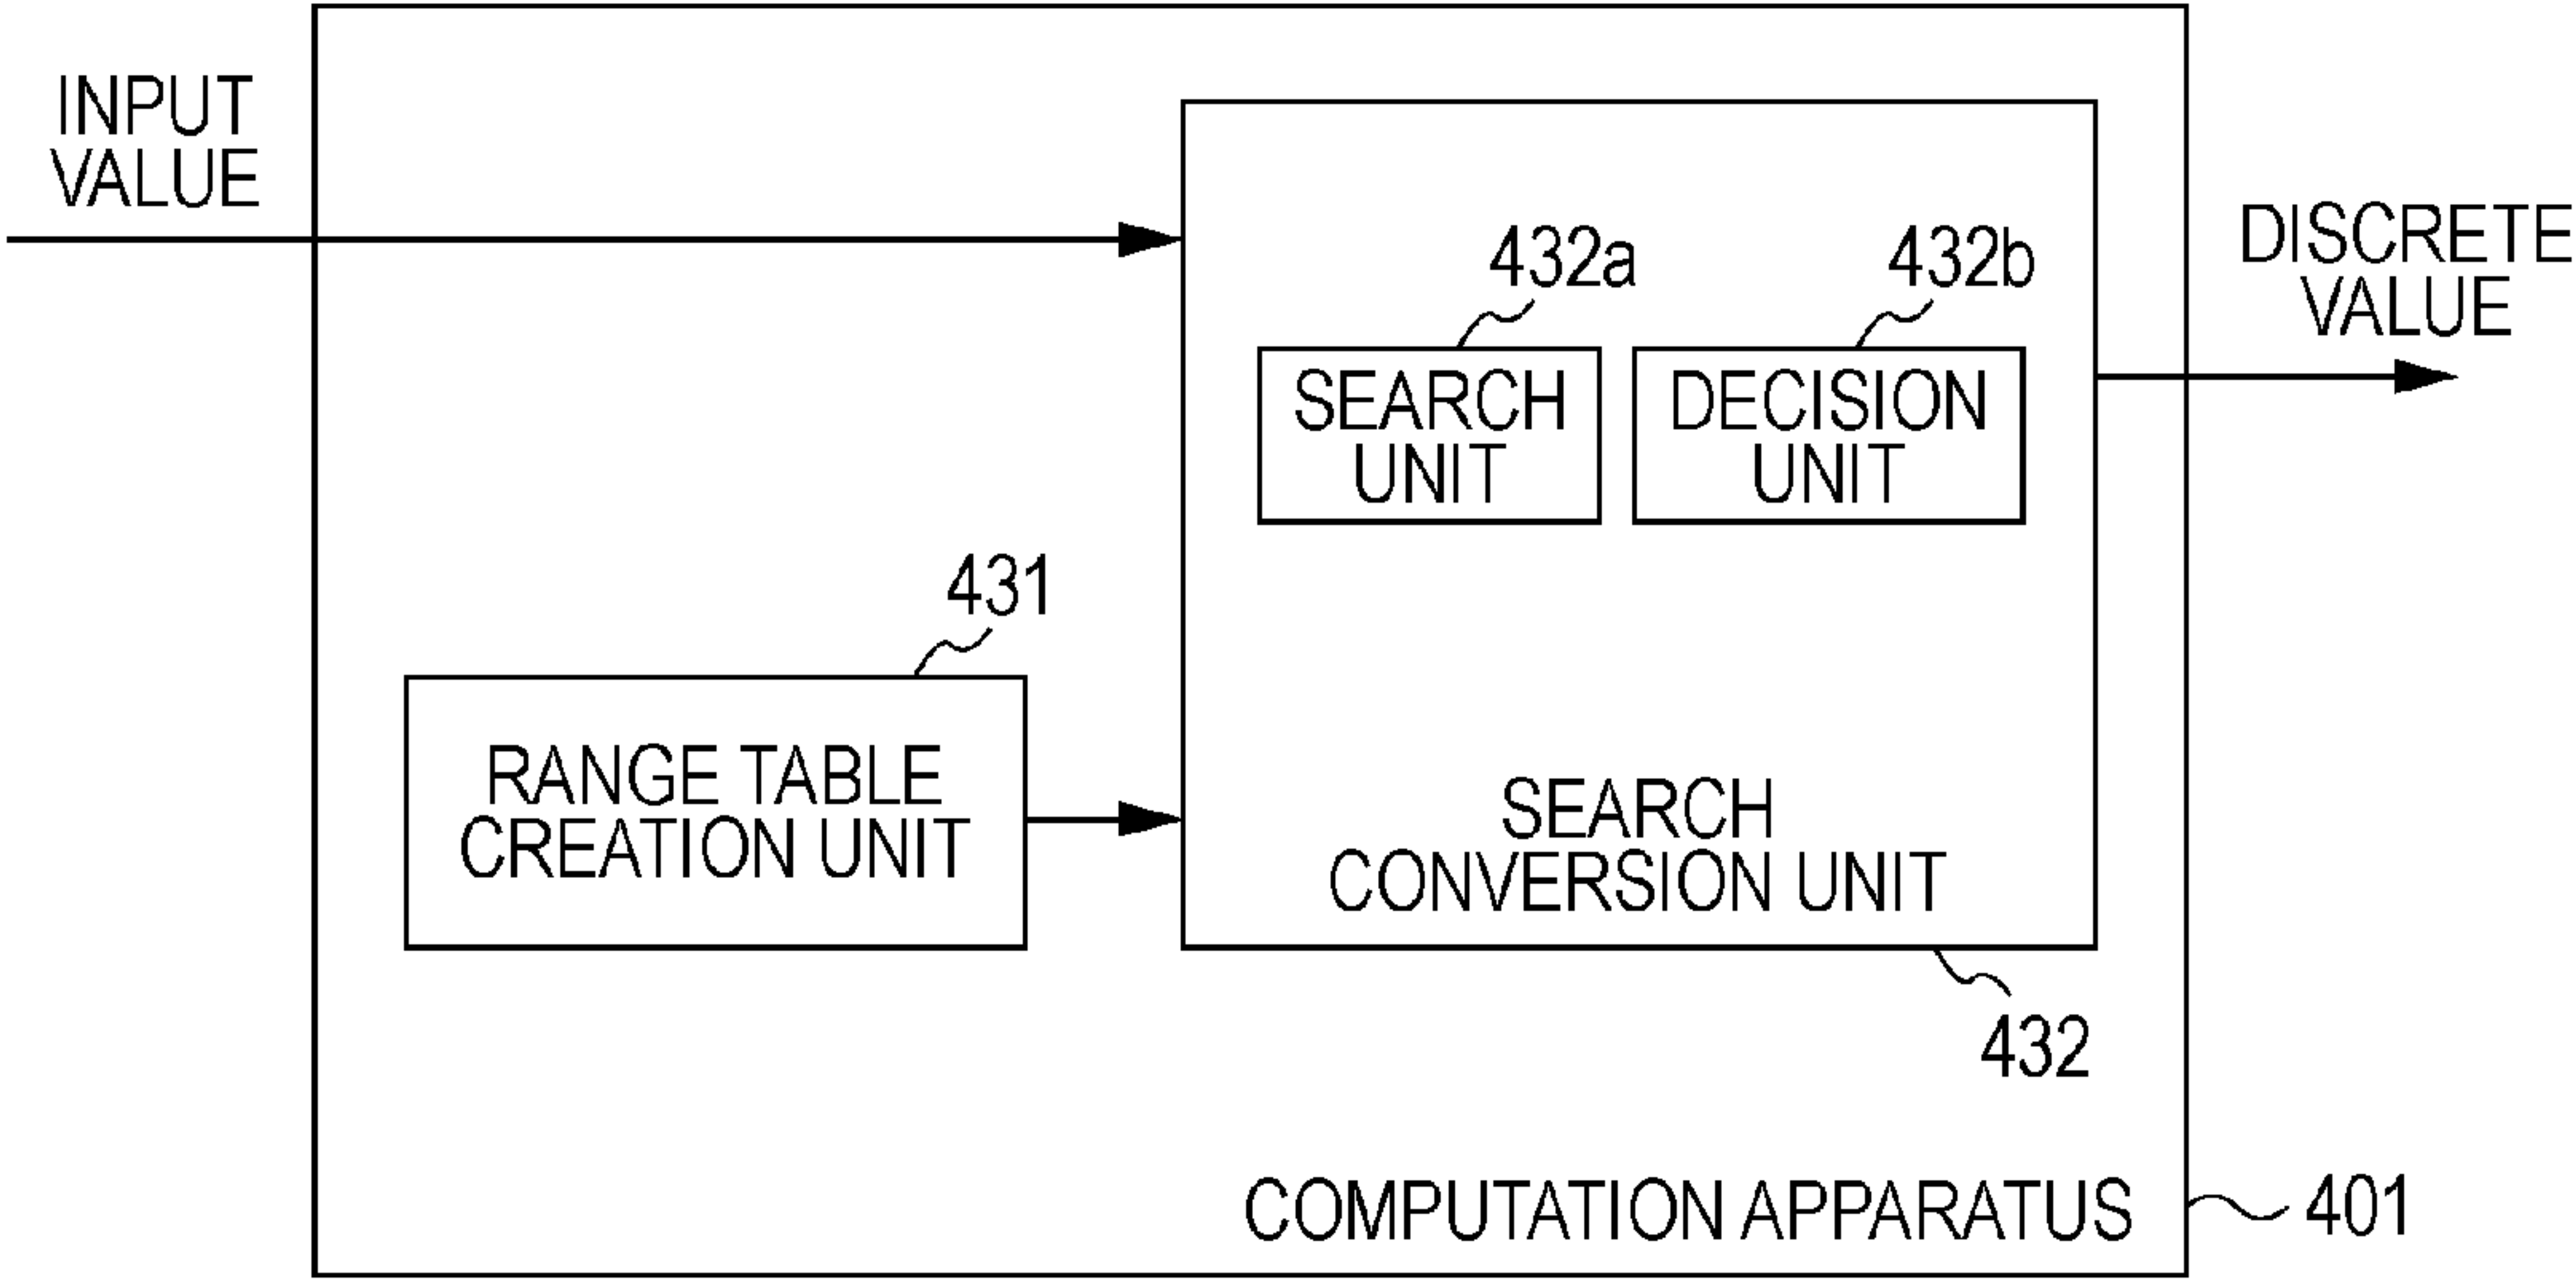 INPUT
VALUE
432a
432b
DISCRETE
VALUE
SEARCH
UNIT
DECISION
UNIT
431
RANGE TABLE
CREATION UNIT
SEARCH
CONVERSION UNIT
432
COMPUTATION APPARATUS
401